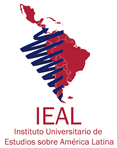 IEAL
Instituto Universitario de
Estudios sobre América Latina